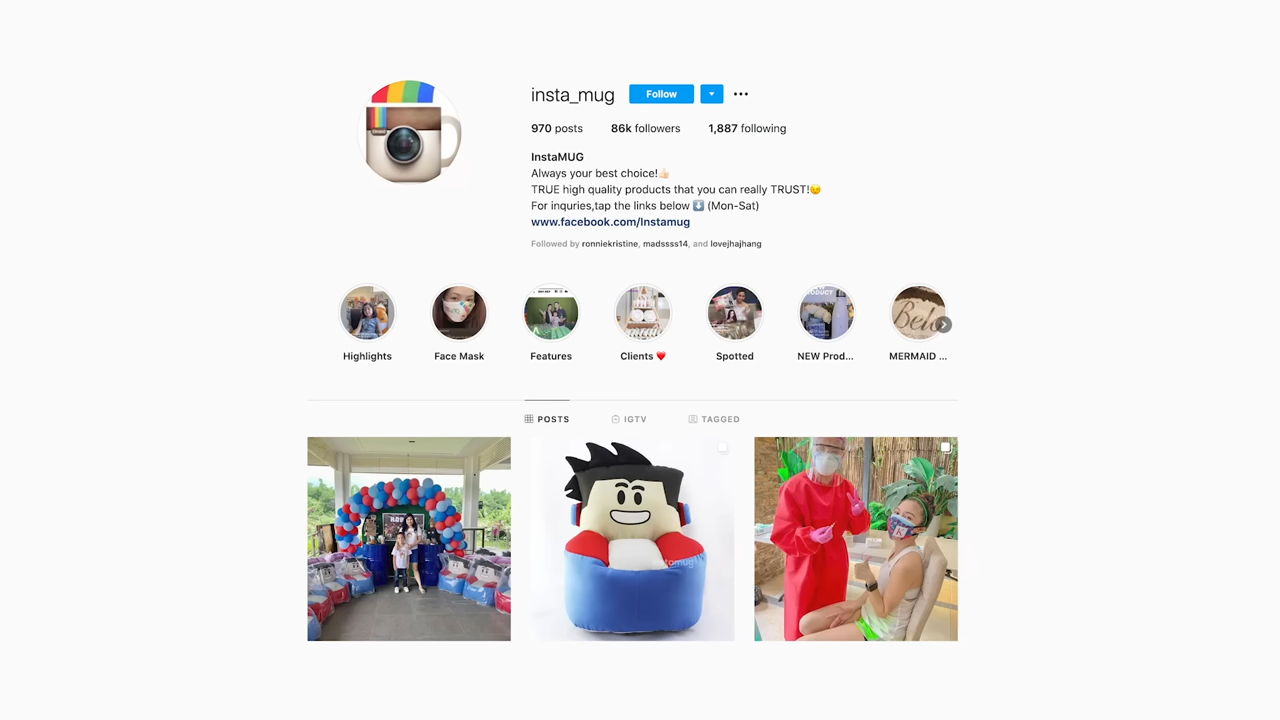 insta_mug Follow
970 posts 86k followers 1,887 following
InstaMUG
Always your best choice!👍🏻
TRUE high quality products that you can really TRUST!😉
For inquries,tap the links below ⬇️ (Mon-Sat)
www.facebook.com/Instamug
Followed by ronniekristine, madssss14, and lovejhajhang
Highlights Face Mask Features Clients ❤️ Spotted NEW Prod... MERMAID ...
POSTS IGTV TAGGED
instamug